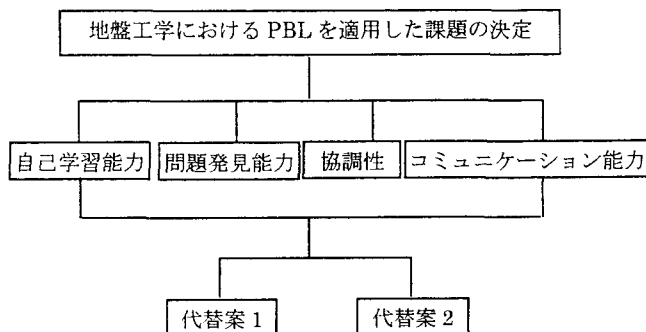 地盤工学における PBL を適用した課題の決定
自己学習能力
問題発見能力
協調性
コミュニケーション能力
代替案 1
代替案 2